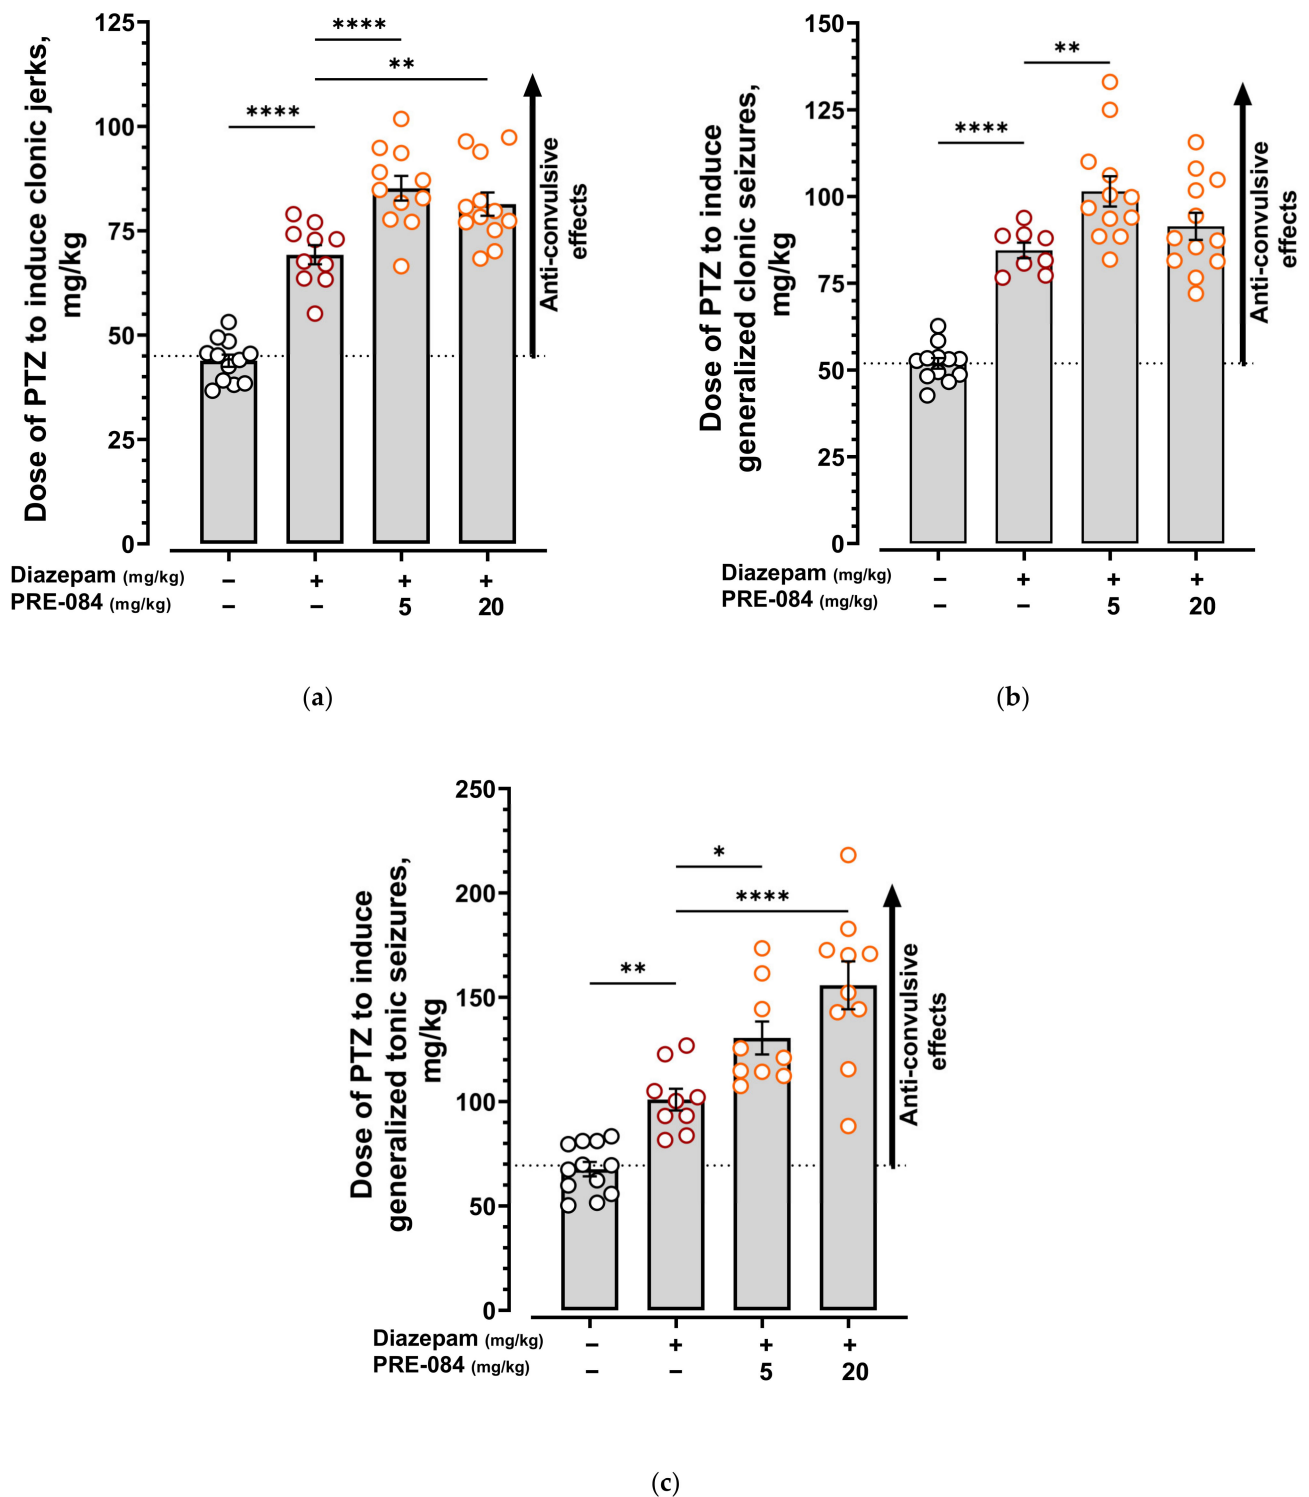 Dose of PTZ to induce clonic jerks,
mg/kg
125
100
75
50
25
0
****
****
**
Anti-convulsive
effects
Diazepam (mg/kg) – + + +
PRE-084 (mg/kg) – – 5 20
(a)
Dose of PTZ to induce
generalized clonic seizures,
mg/kg
150
125
100
75
50
25
0
****
**
Anti-convulsive
effects
Diazepam (mg/kg) – + + +
PRE-084 (mg/kg) – – 5 20
(b)
Dose of PTZ to induce
generalized tonic seizures,
mg/kg
250
200
150
100
50
0
**
*
****
Anti-convulsive
effects
Diazepam (mg/kg) – + + +
PRE-084 (mg/kg) – – 5 20
(c)